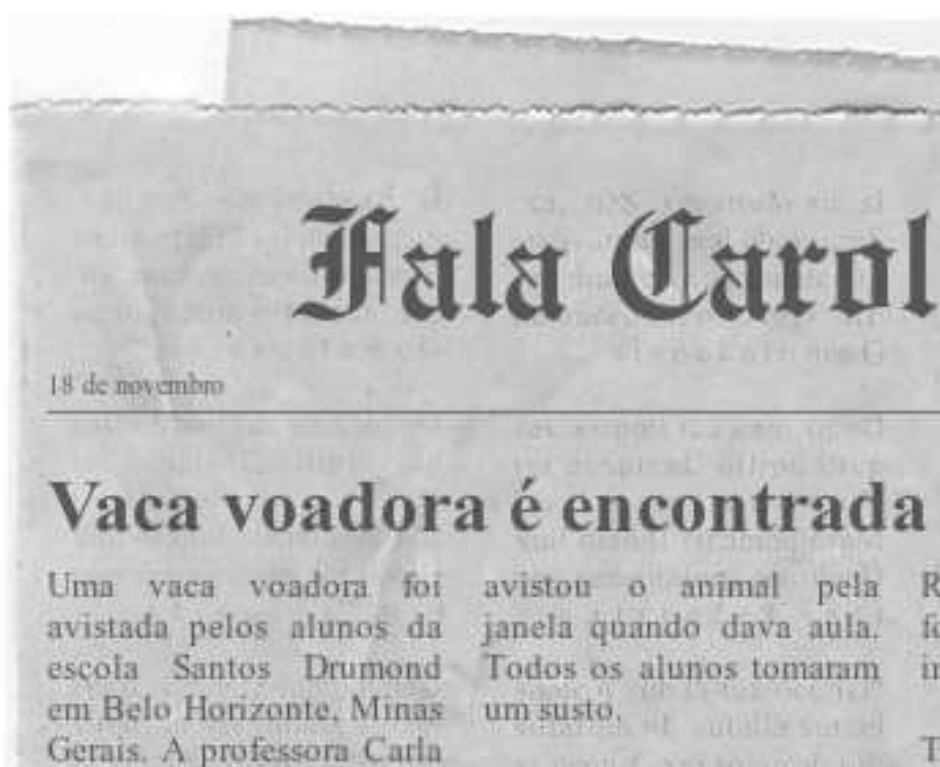 Fala Carol
18 de novembro
Vaca voadora é encontrada
Uma vaca voadora foi
avistada pelos alunos da
escola Santos Drumond
em Belo Horizonte, Minas
Gerais. A professora Carla
avistou o animal pela
janela quando dava aula.
Todos os alunos tomaram
um susto.